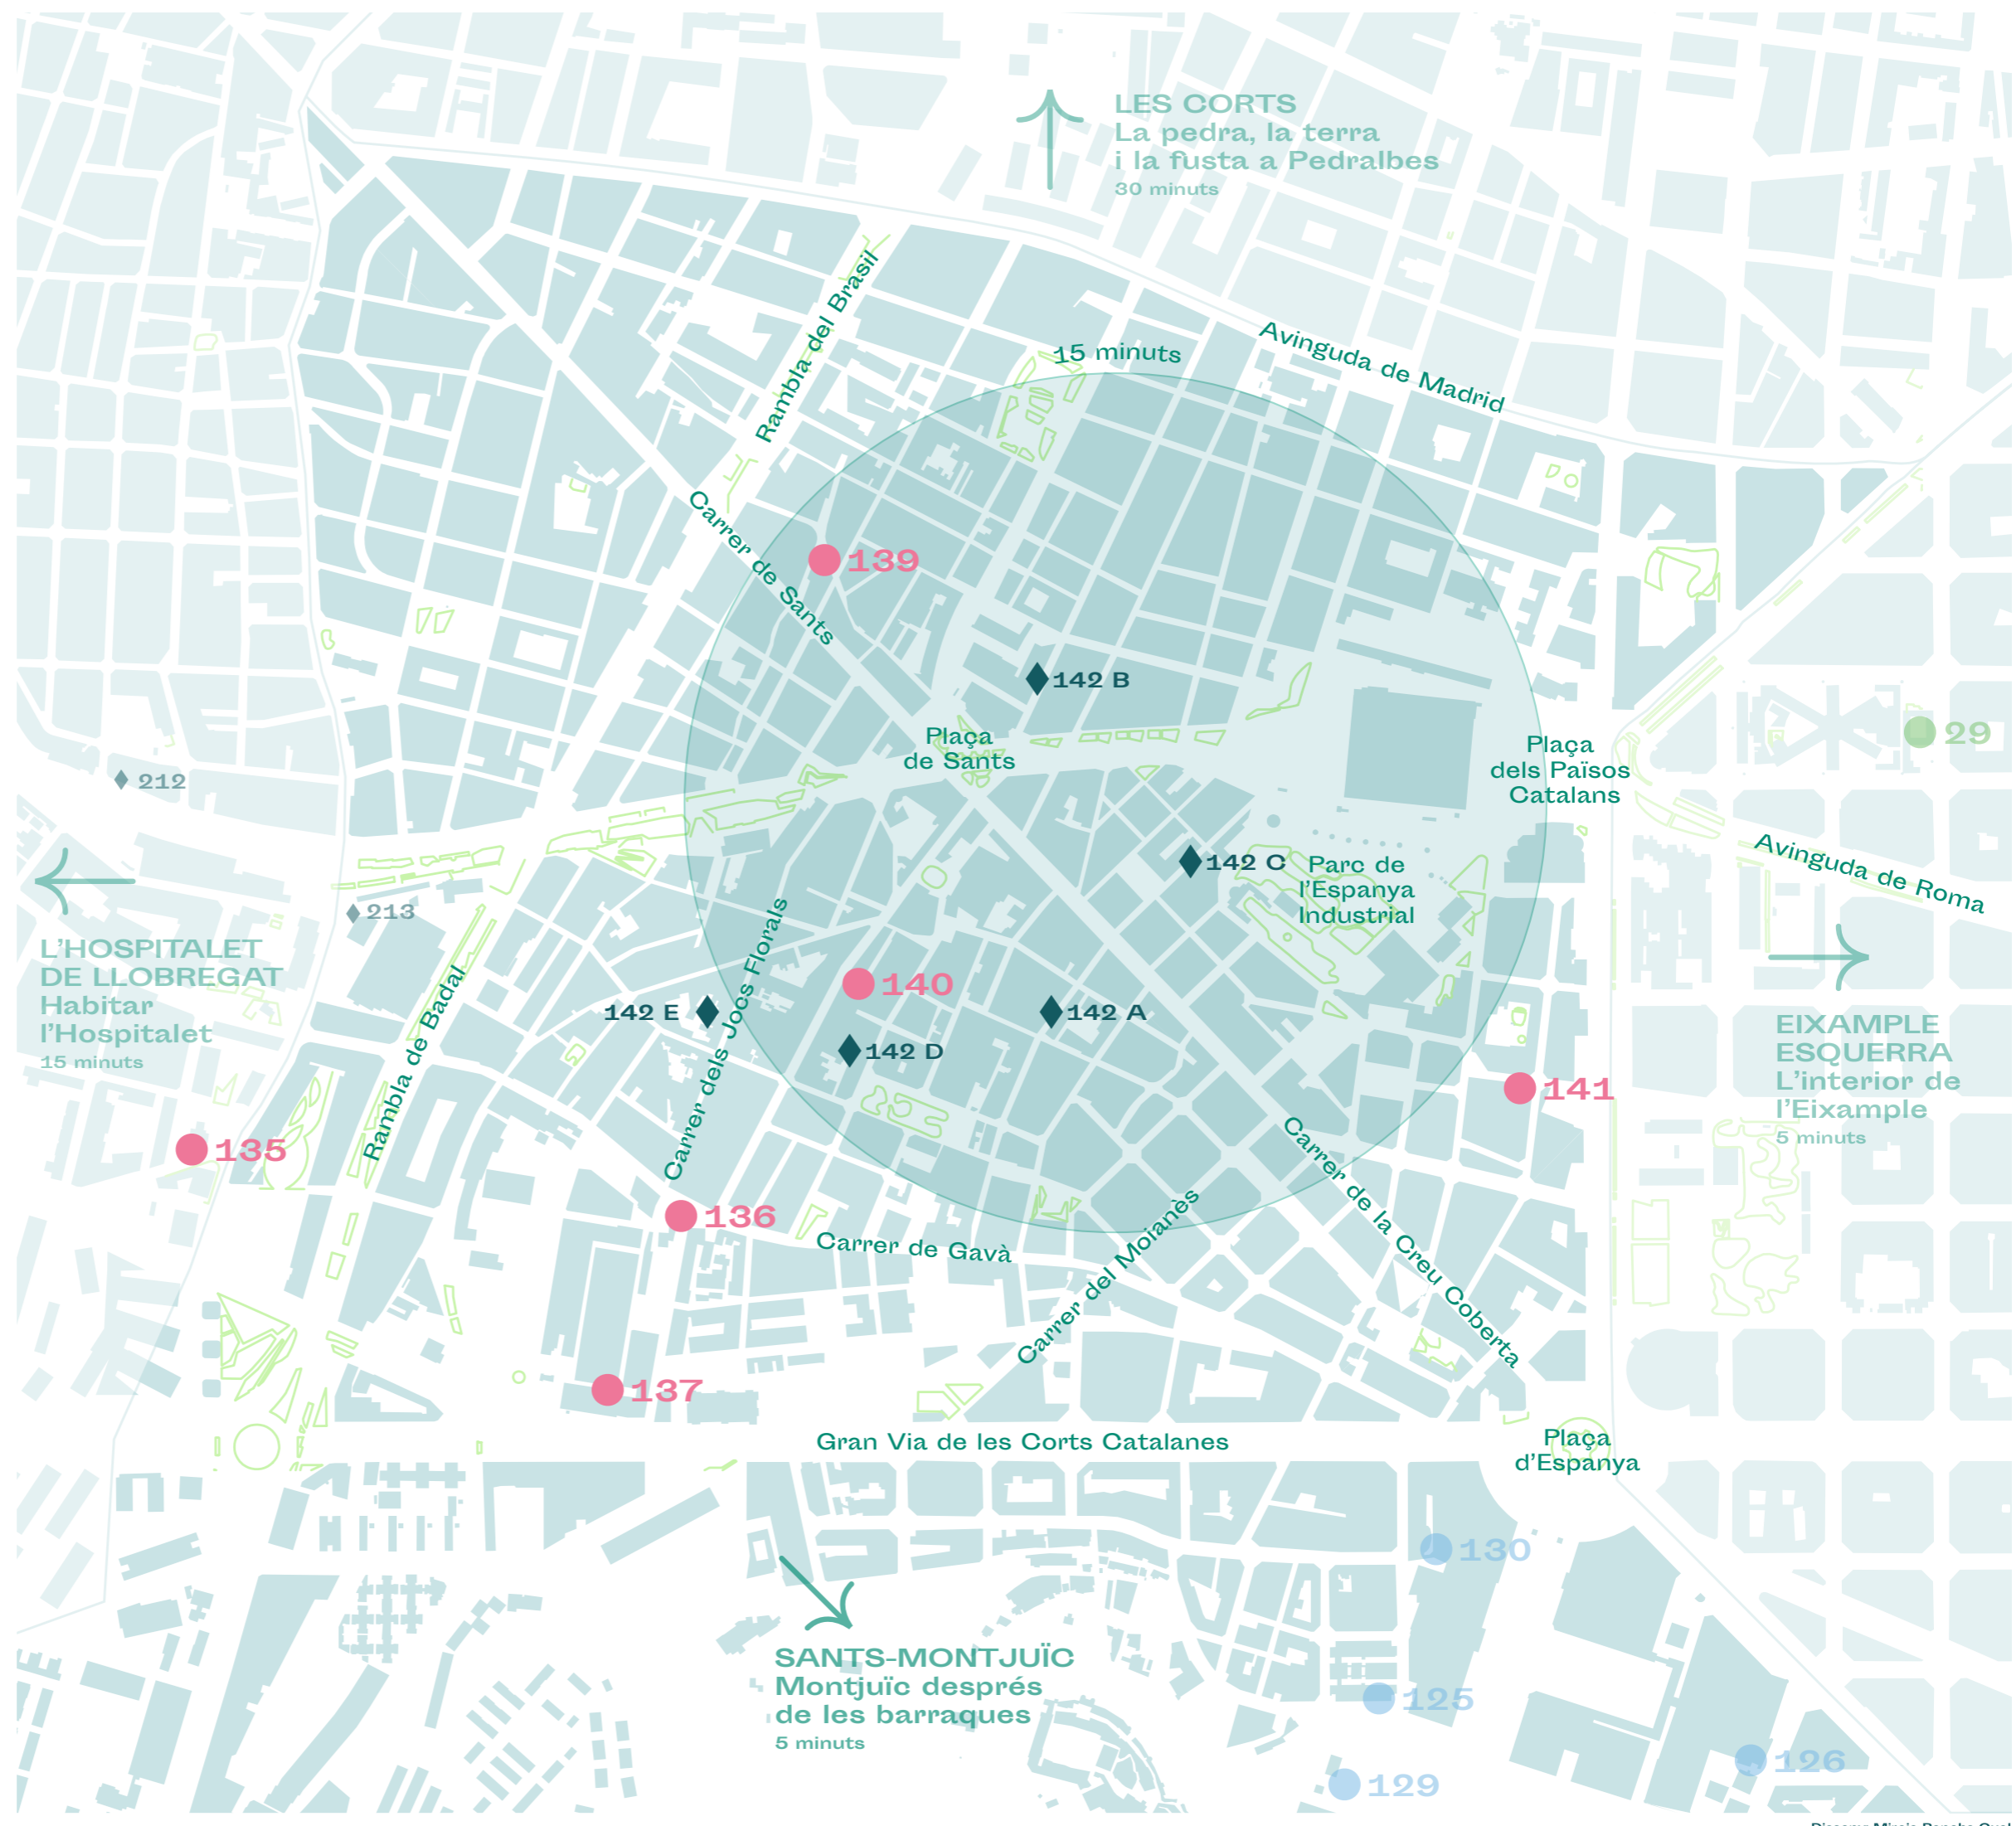 LES CORTS
La pedra, la terra
i la fusta a Pedralbes
30 minuts
Rambla del Brasil
15 minuts
Avinguda de Madrid
Carrer de Sants
139
142 B
Plaça
de Sants
29
Plaça
dels Països
Catalans
212
Avinguda de Roma
142 C
Parc de
l'Espanya
Industrial
213
L'HOSPITALET
DE LLOBREGAT
Habitar
l'Hospitalet
15 minuts
Rambla de Badal
Carrer dels Jocs Florals
140
142 E
142 A
142 D
EIXAMPLE
ESQUERRA
L'interior de
l'Eixample
5 minuts
141
135
136
Carrer de Gavà
Carrer del Moianès
Carrer de la Creu Coberta
137
Gran Via de les Corts Catalanes
Plaça
d'Espanya
130
SANTS-MONTJUÏC
Montjuïc després
de les barraques
5 minuts
125
126
129